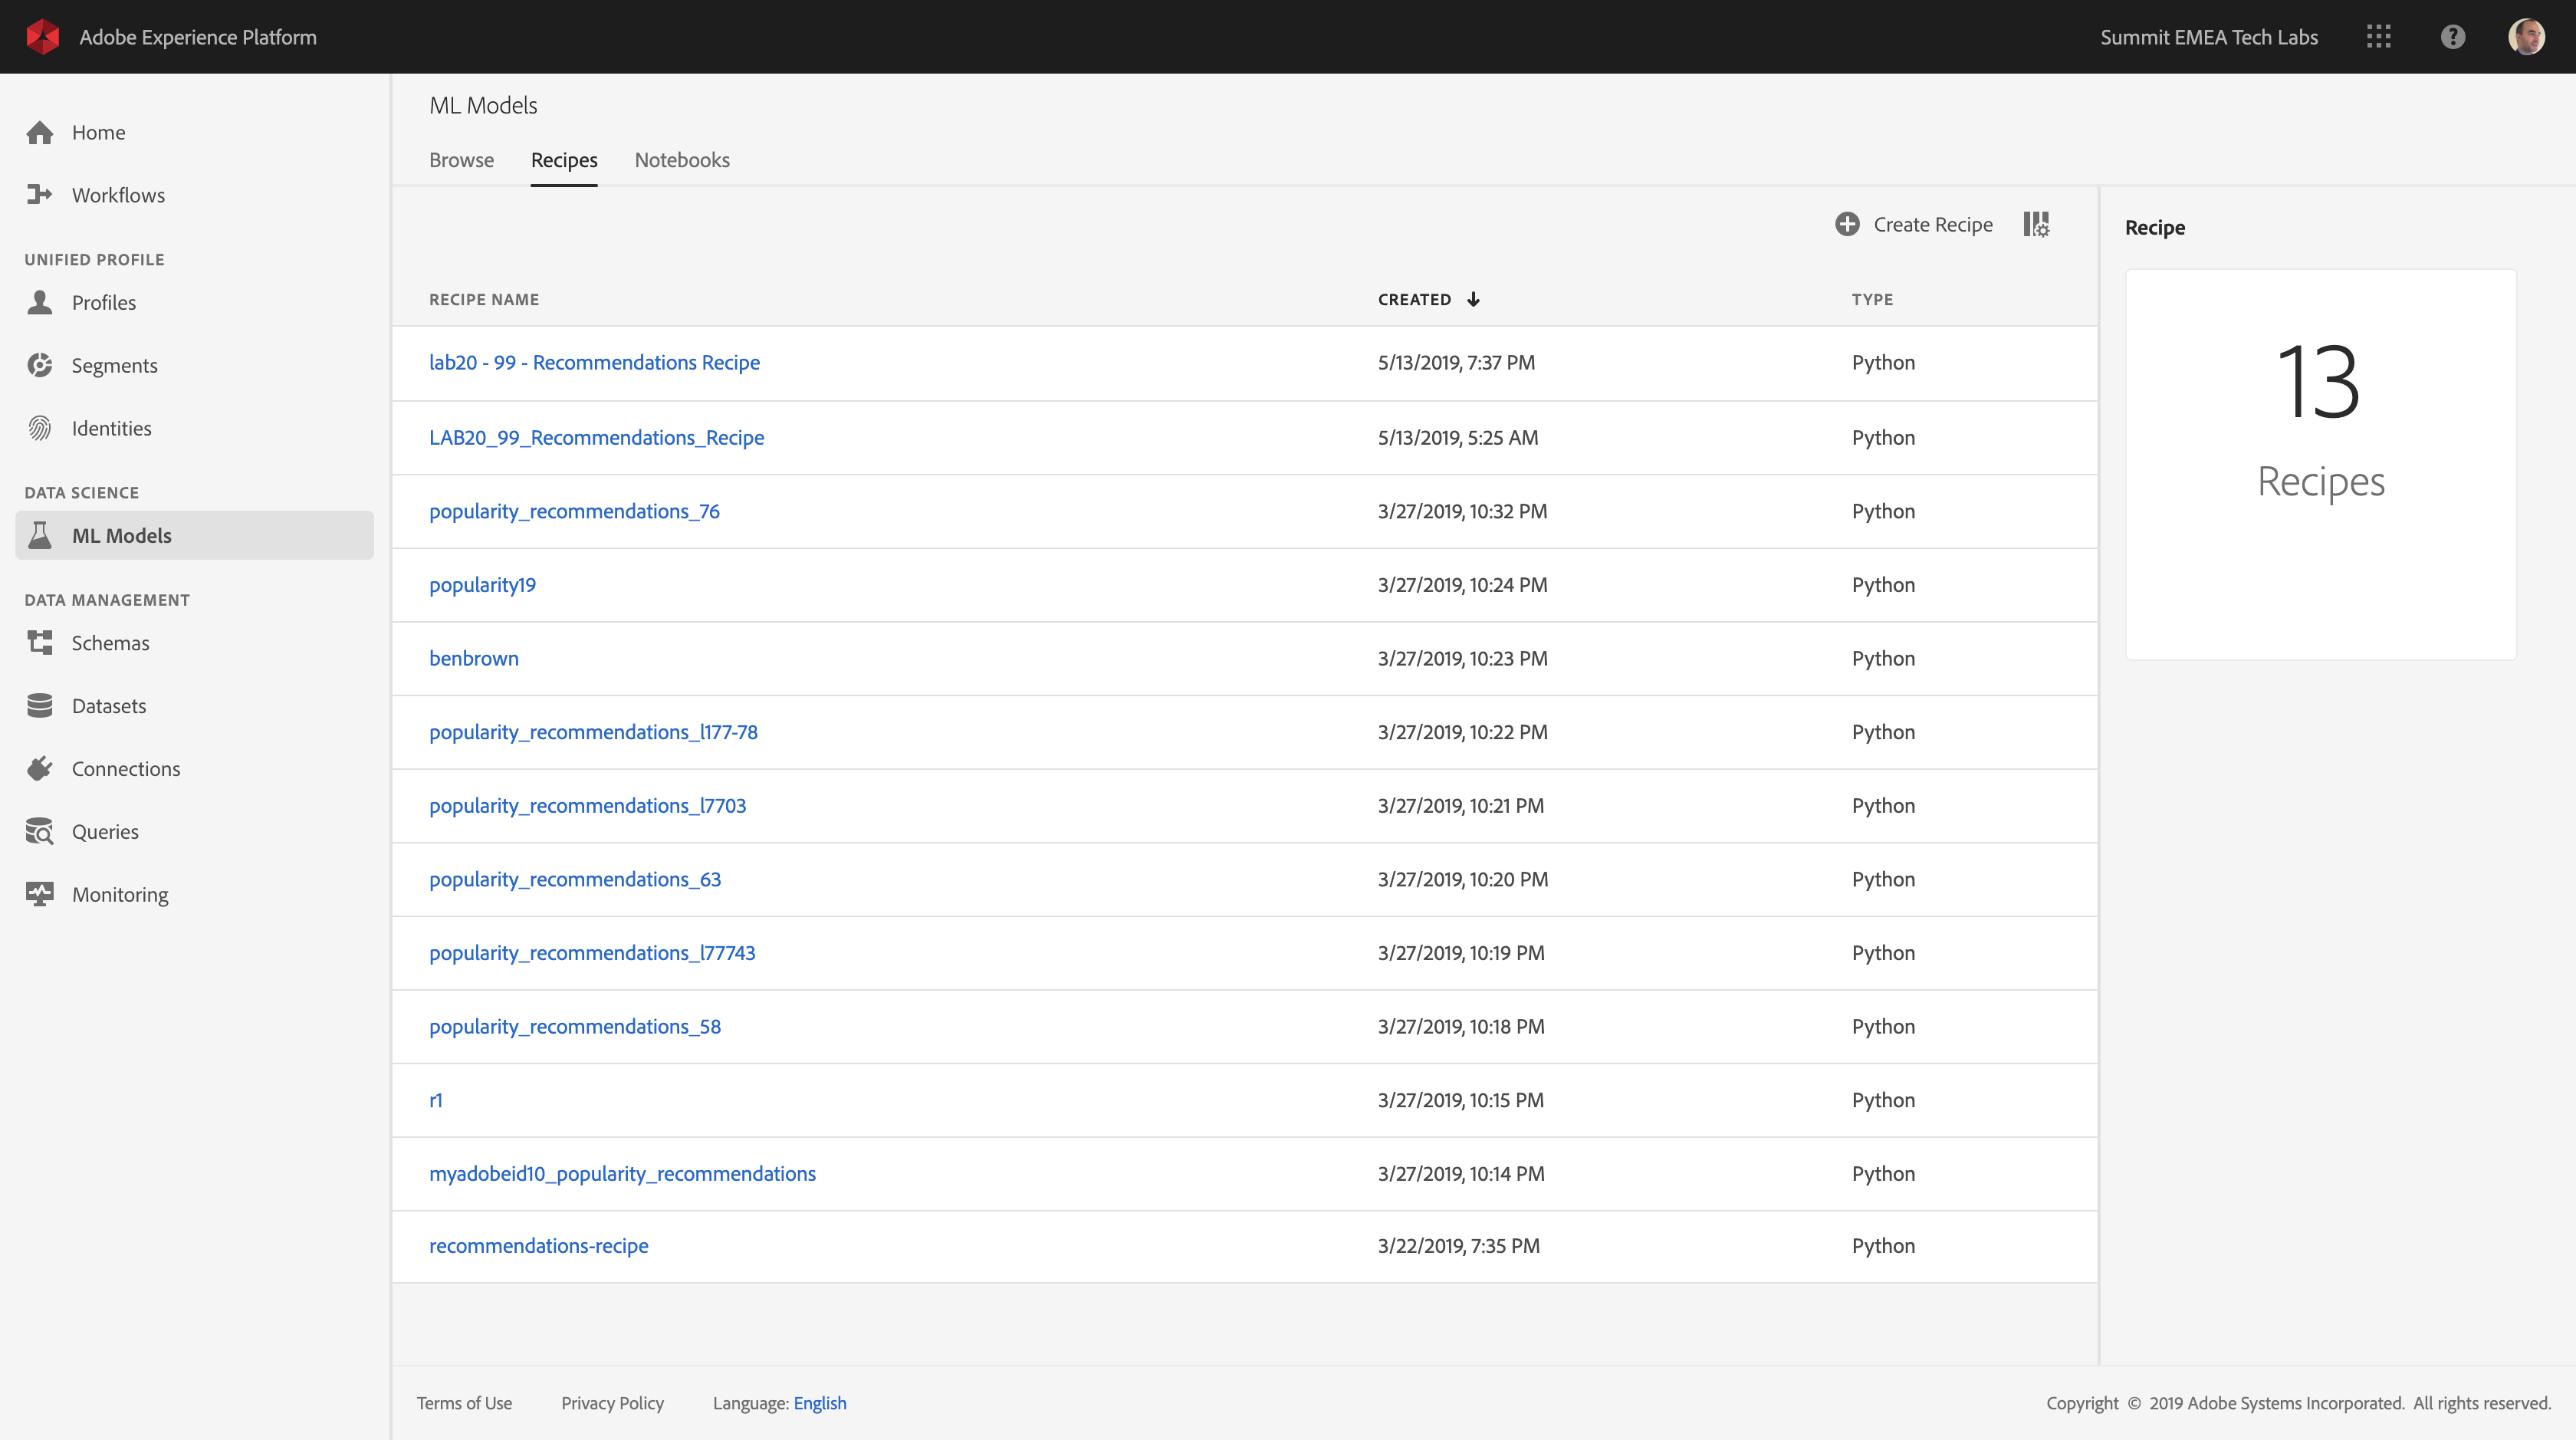 Adobe Experience Platform
Summit EMEA Tech Labs
Home
Workflows
UNIFIED PROFILE
Profiles
Segments
Identities
DATA SCIENCE
ML Models
DATA MANAGEMENT
Schemas
Datasets
Connections
Queries
Monitoring
ML Models
Browse Recipes Notebooks
Create Recipe
RECIPE NAME CREATED TYPE
lab20 - 99 - Recommendations Recipe 5/13/2019, 7:37 PM Python
LAB20_99_Recommendations_Recipe 5/13/2019, 5:25 AM Python
popularity_recommendations_76 3/27/2019, 10:32 PM Python
popularity19 3/27/2019, 10:24 PM Python
benbrown 3/27/2019, 10:23 PM Python
popularity_recommendations_l177-78 3/27/2019, 10:22 PM Python
popularity_recommendations_l7703 3/27/2019, 10:21 PM Python
popularity_recommendations_63 3/27/2019, 10:20 PM Python
popularity_recommendations_l77743 3/27/2019, 10:19 PM Python
popularity_recommendations_58 3/27/2019, 10:18 PM Python
r1 3/27/2019, 10:15 PM Python
myadobeid10_popularity_recommendations 3/27/2019, 10:14 PM Python
recommendations-recipe 3/22/2019, 7:35 PM Python
Recipe
13
Recipes
Terms of Use Privacy Policy Language: English
Copyright © 2019 Adobe Systems Incorporated. All rights reserved.